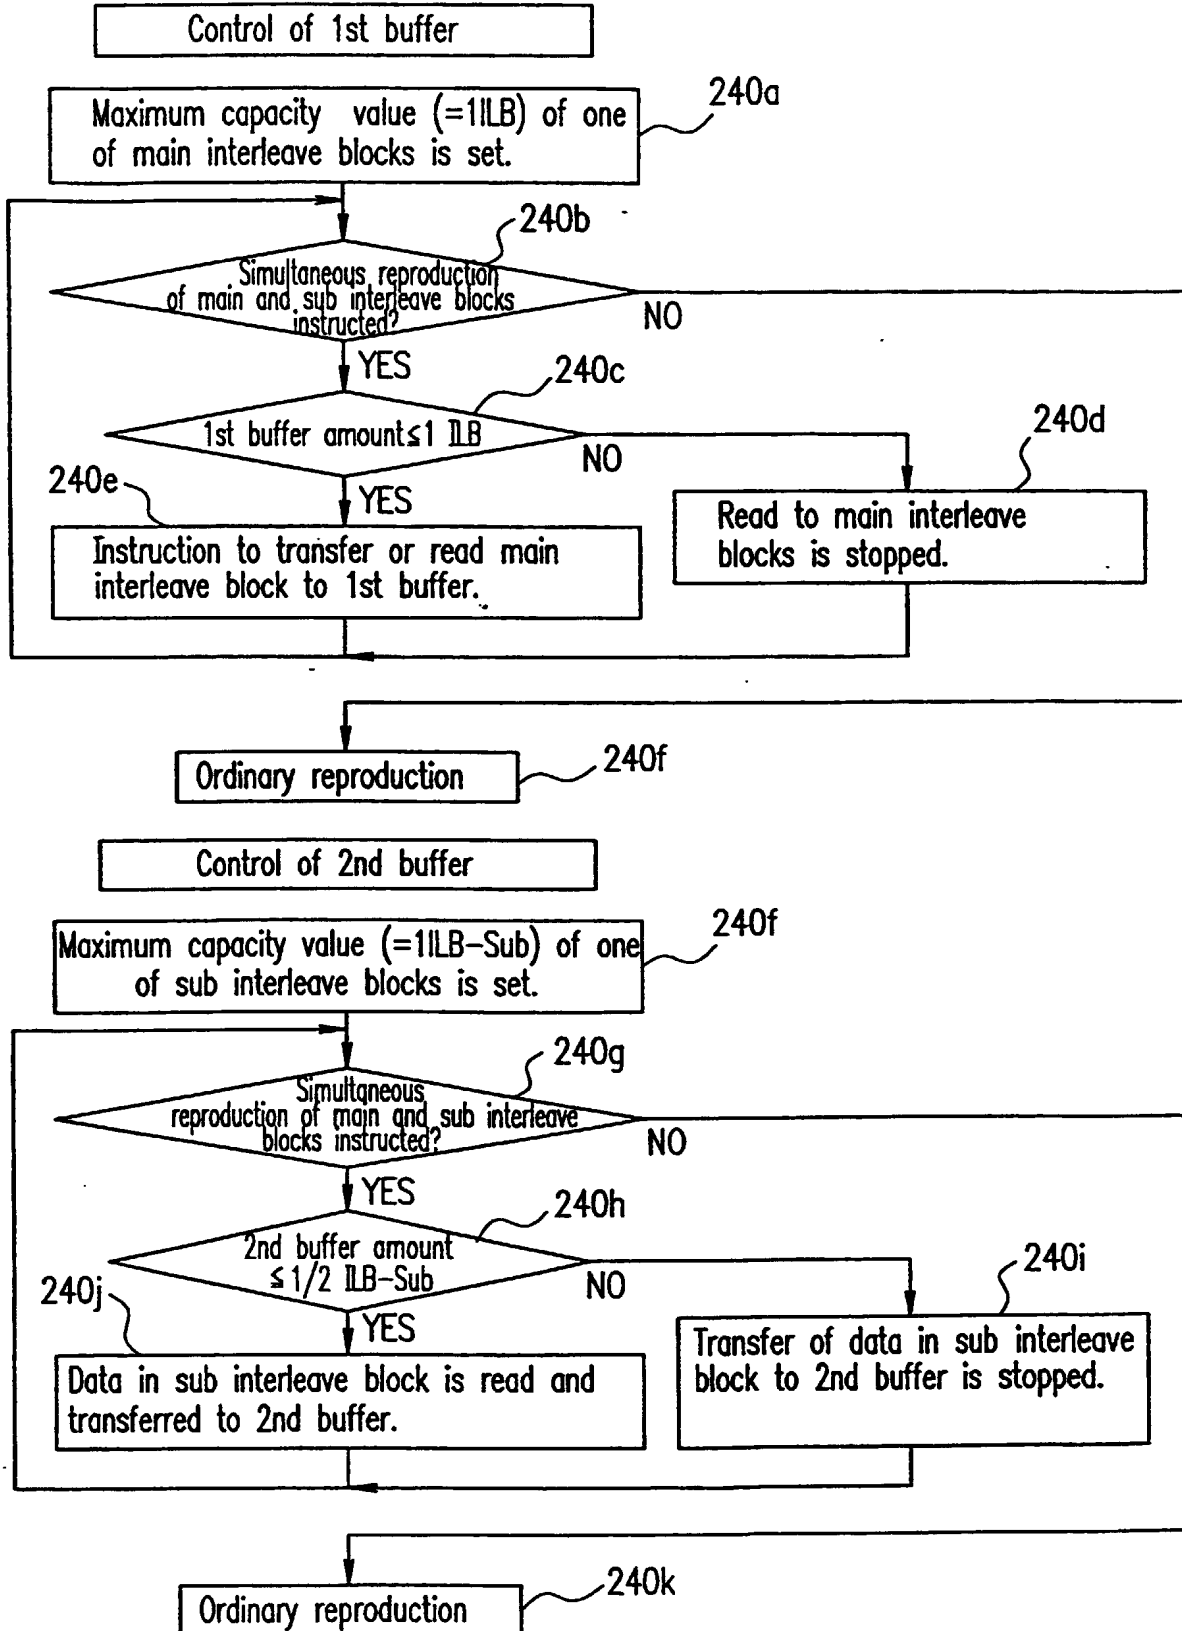 Control of 1st buffer
240a
Maximum capacity value (=1ILB) of one
of main interleave blocks is set.
240b
Simultaneous reproduction
of main and sub interleave blocks
instructed?
NO
YES
240c
1st buffer amount≦1 ILB
NO
240d
YES
240e
Instruction to transfer or read main
interleave block to 1st buffer.
Read to main interleave
blocks is stopped.
Ordinary reproduction
240f
Control of 2nd buffer
240f
Maximum capacity value (=1ILB-Sub) of one
of sub interleave blocks is set.
240g
Simultaneous
reproduction of main and sub interleave
blocks instructed?
NO
YES
240h
2nd buffer amount
≦1/2 ILB-Sub
NO
240i
240j
YES
Data in sub interleave block is read and
transferred to 2nd buffer.
Transfer of data in sub interleave
block to 2nd buffer is stopped.
Ordinary reproduction
240k